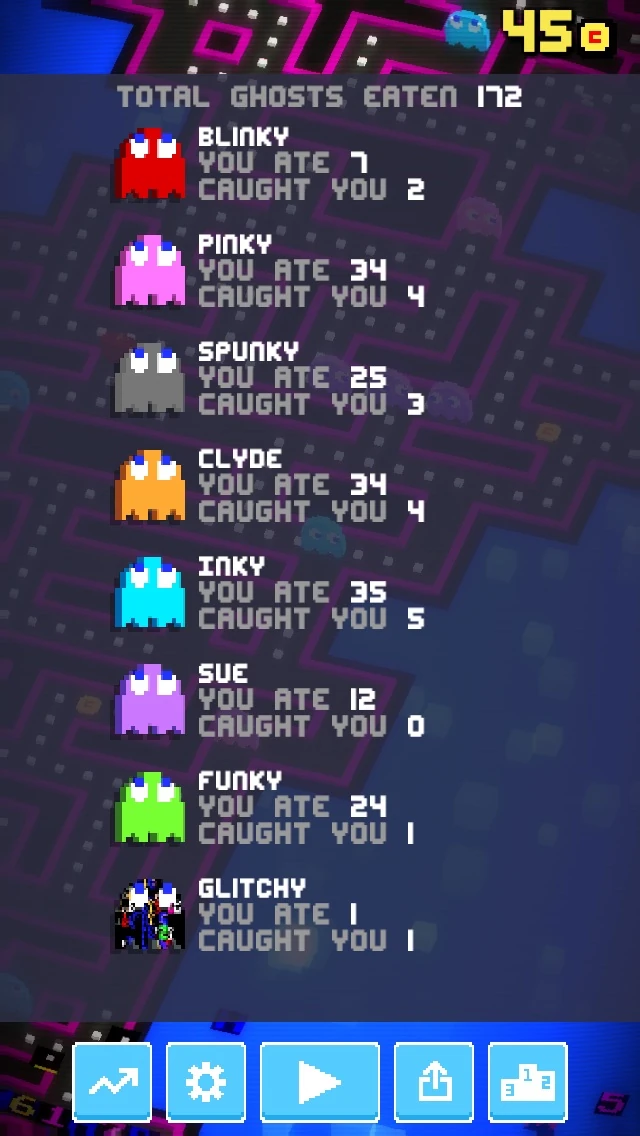 45 C
TOTAL GHOSTS EATEN 172
BLINKY
YOU ATE 7
CAUGHT YOU 2
PINKY
YOU ATE 34
CAUGHT YOU 4
SPUNKY
YOU ATE 25
CAUGHT YOU 3
CLYDE
YOU ATE 34
CAUGHT YOU 4
INKY
YOU ATE 35
CAUGHT YOU 5
SUE
YOU ATE 12
CAUGHT YOU 0
FUNKY
YOU ATE 24
CAUGHT YOU 1
GLITCHY
YOU ATE 1
CAUGHT YOU 1
3 1 2